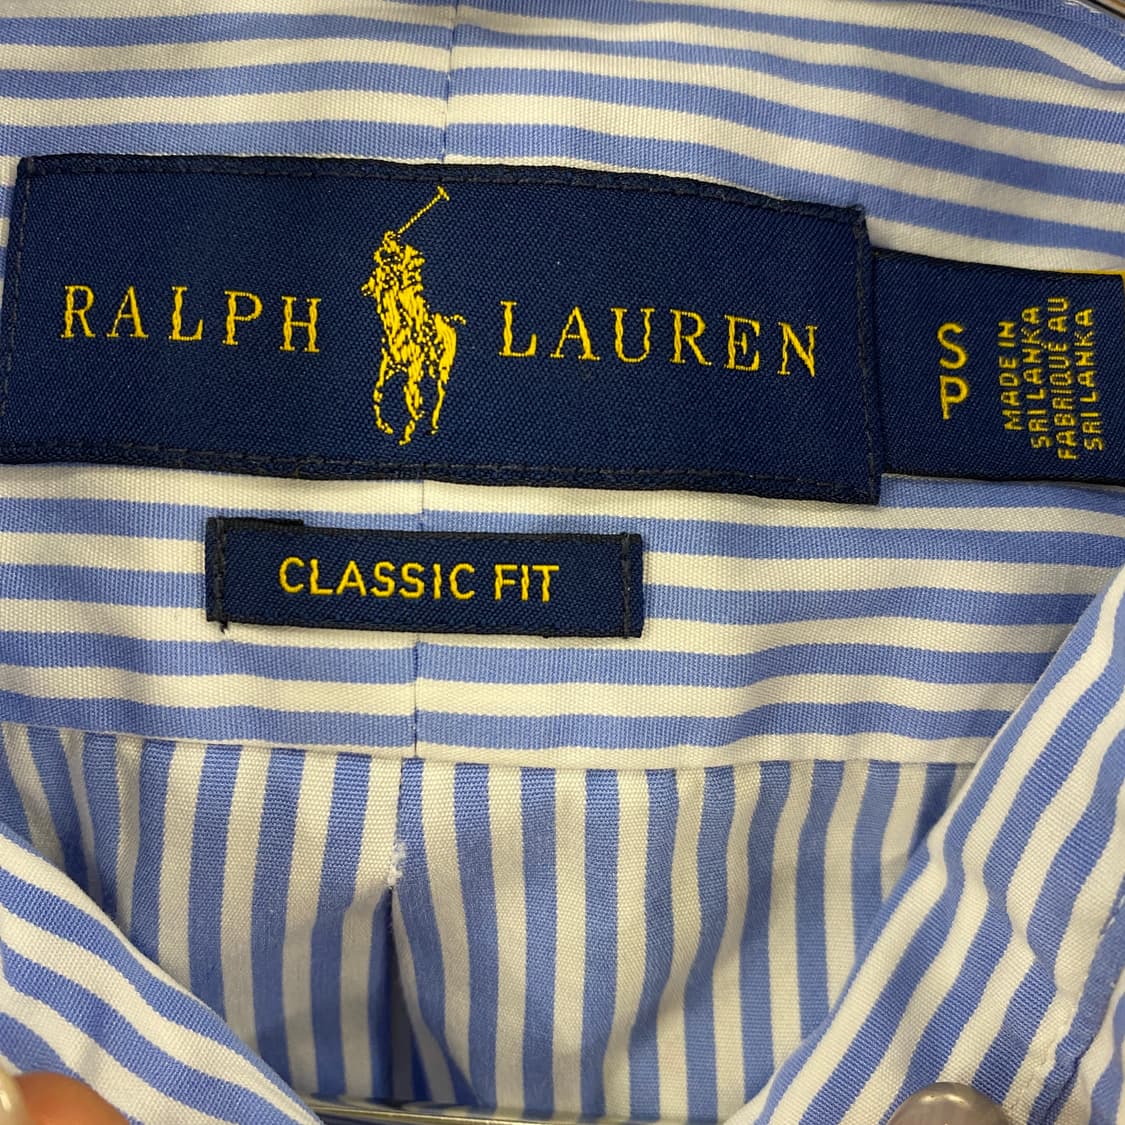 RALPH LAUREN
S
P
MADE IN
SRI LANKA
FABRIQUÉ AU
SRI LANKA
CLASSIC FIT